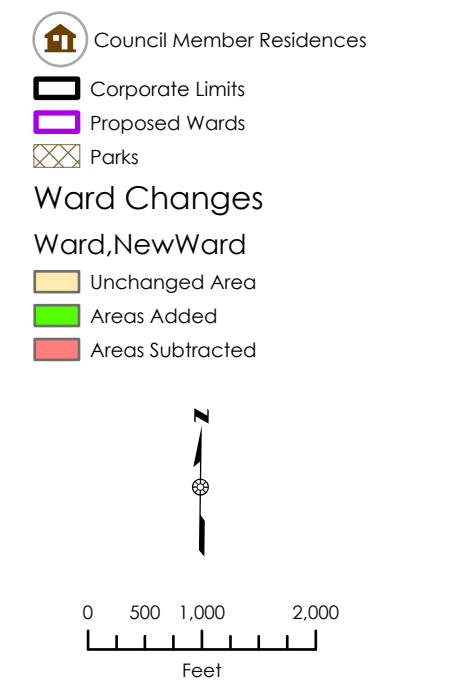 Council Member Residences
Corporate Limits
Proposed Wards
Parks
Ward Changes
Ward,NewWard
Unchanged Area
Areas Added
Areas Subtracted
N
0 500 1,000 2,000
Feet